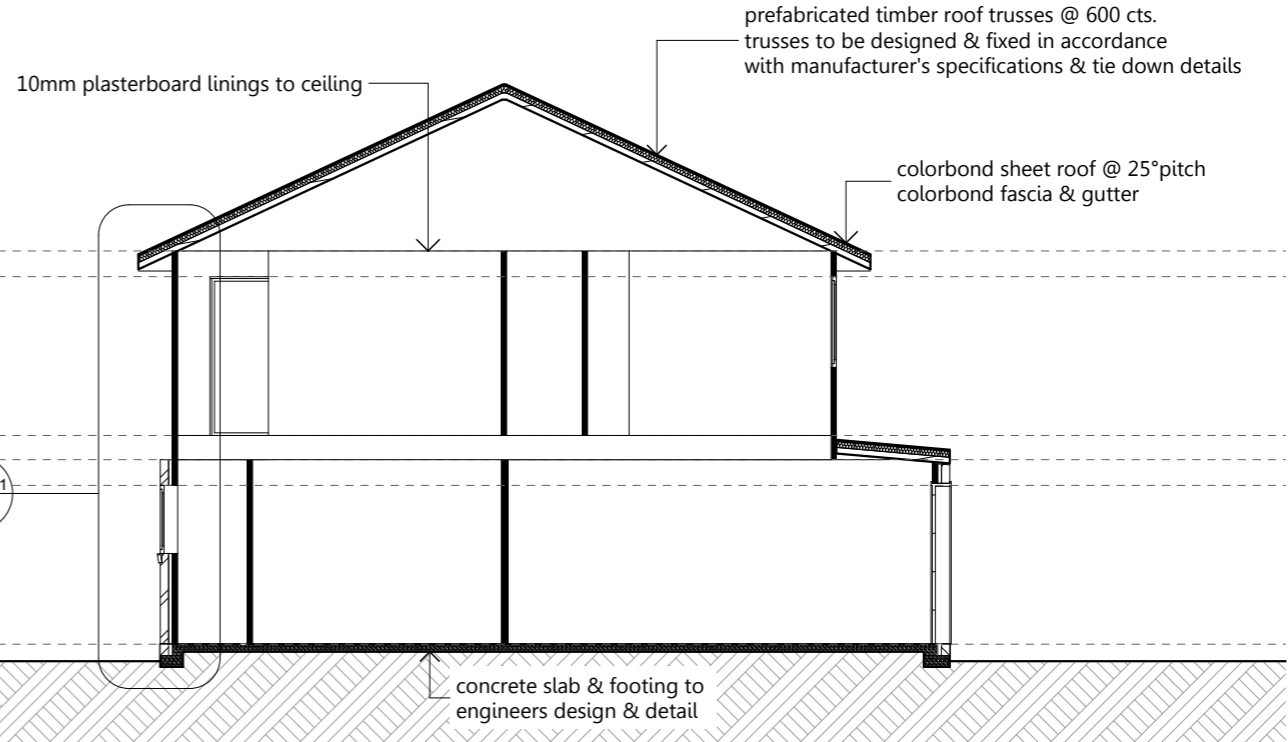 prefabricated timber roof trusses @ 600 cts.
trusses to be designed & fixed in accordance
with manufacturer's specifications & tie down details
10mm plasterboard linings to ceiling
colorbond sheet roof @ 25°pitch
colorbond fascia & gutter
1
concrete slab & footing to
engineers design & detail